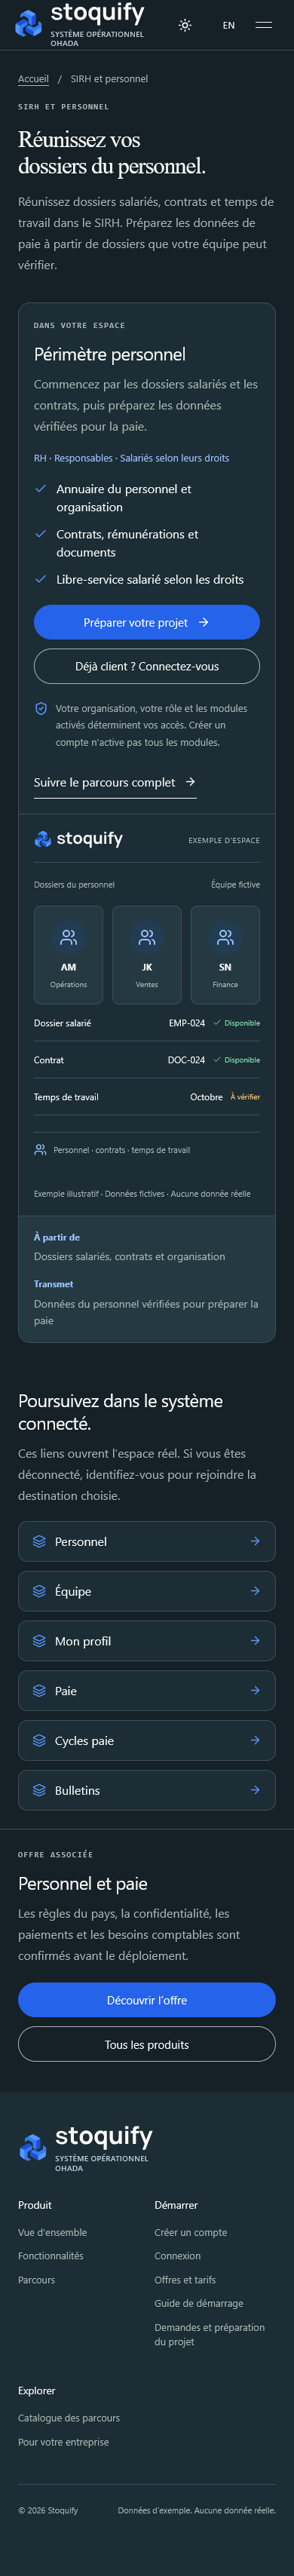 stoquify
SYSTÈME OPÉRATIONNEL
OHADA
EN
Accueil / SIRH et personnel
SIRH ET PERSONNEL
Réunissez vos
dossiers du personnel.
Réunissez dossiers salariés, contrats et temps de
travail dans le SIRH. Préparez les données de
paie à partir de dossiers que votre équipe peut
vérifier.
DANS VOTRE ESPACE
Périmètre personnel
Commencez par les dossiers salariés et les
contrats, puis préparez les données
vérifiées pour la paie.
RH · Responsables · Salariés selon leurs droits
Annuaire du personnel et
organisation
Contrats, rémunérations et
documents
Libre-service salarié selon les droits
Préparer votre projet
Déjà client ? Connectez-vous
Votre organisation, votre rôle et les modules
activés déterminent vos accès. Créer un
compte n’active pas tous les modules.
Suivre le parcours complet
stoquify
EXEMPLE D’ESPACE
Dossiers du personnel
Équipe fictive
AM
Opérations
JK
Ventes
SN
Finance
Dossier salarié EMP-024 Disponible
Contrat DOC-024 Disponible
Temps de travail Octobre À vérifier
Personnel · contrats · temps de travail
Exemple illustratif · Données fictives · Aucune donnée réelle
À partir de
Dossiers salariés, contrats et organisation
Transmet
Données du personnel vérifiées pour préparer la
paie
Poursuivez dans le système
connecté.
Ces liens ouvrent l’espace réel. Si vous êtes
déconnecté, identifiez-vous pour rejoindre la
destination choisie.
Personnel
Équipe
Mon profil
Paie
Cycles paie
Bulletins
OFFRE ASSOCIÉE
Personnel et paie
Les règles du pays, la confidentialité, les
paiements et les besoins comptables sont
confirmés avant le déploiement.
Découvrir l’offre
Tous les produits
stoquify
SYSTÈME OPÉRATIONNEL
OHADA
Produit
Vue d’ensemble
Fonctionnalités
Parcours
Démarrer
Créer un compte
Connexion
Offres et tarifs
Guide de démarrage
Demandes et préparation
du projet
Explorer
Catalogue des parcours
Pour votre entreprise
© 2026 Stoquify
Données d’exemple. Aucune donnée réelle.